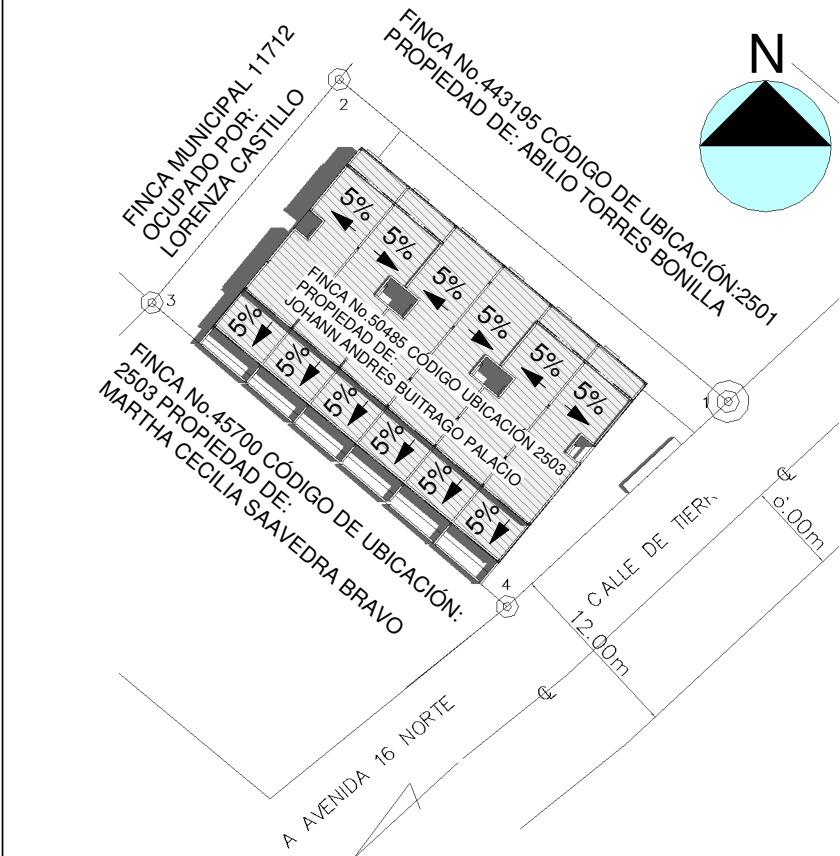 N
FINCA No.443195 CÓDIGO DE UBICACIÓN:2501
PROPIEDAD DE: ABILIO TORRES BONILLA
FINCA MUNICIPAL 11712
OCUPADO POR:
LORENZA CASTILLO
2
3
1
4
5%
5%
5%
5%
5%
5%
FINCA No.50485 CÓDIGO UBICACIÓN 2503
PROPIEDAD DE:
JOHANN ANDRES BUITRAGO PALACIO
5%
5%
5%
5%
5%
5%
FINCA No.45700 CÓDIGO DE UBICACIÓN:
2503 PROPIEDAD DE:
MARTHA CECILIA SAAVEDRA BRAVO
CALLE DE
12.00m
A AVENIDA 16 NORTE